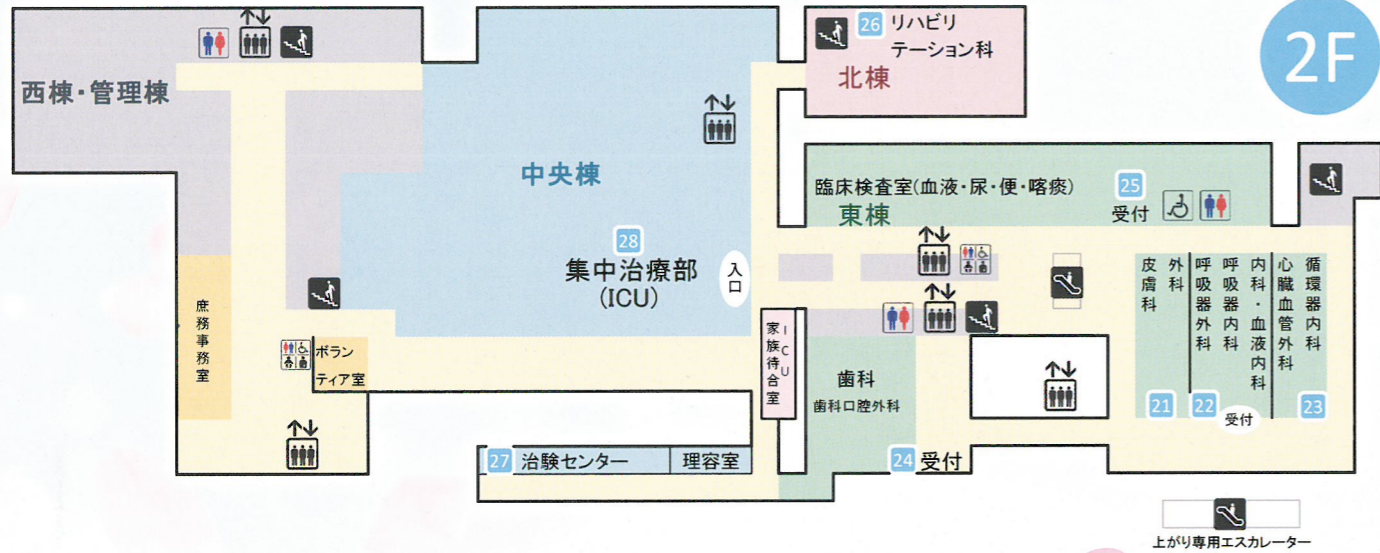 2F
西棟・管理棟
26 リハビリ
テーション科
北棟
中央棟
臨床検査室(血液・尿・便・喀痰)
25
受付
東棟
28
集中治療部
(ICU)
入口
皮膚科
外科
呼吸器外科
呼吸器内科
内科・血液内科
心臓血管外科
循環器内科
21
22
受付
23
庶務事務室
ボラン
ティア室
ICU
家族待合室
歯科
歯科口腔外科
24 受付
27 治験センター
理容室
上がり専用エスカレーター